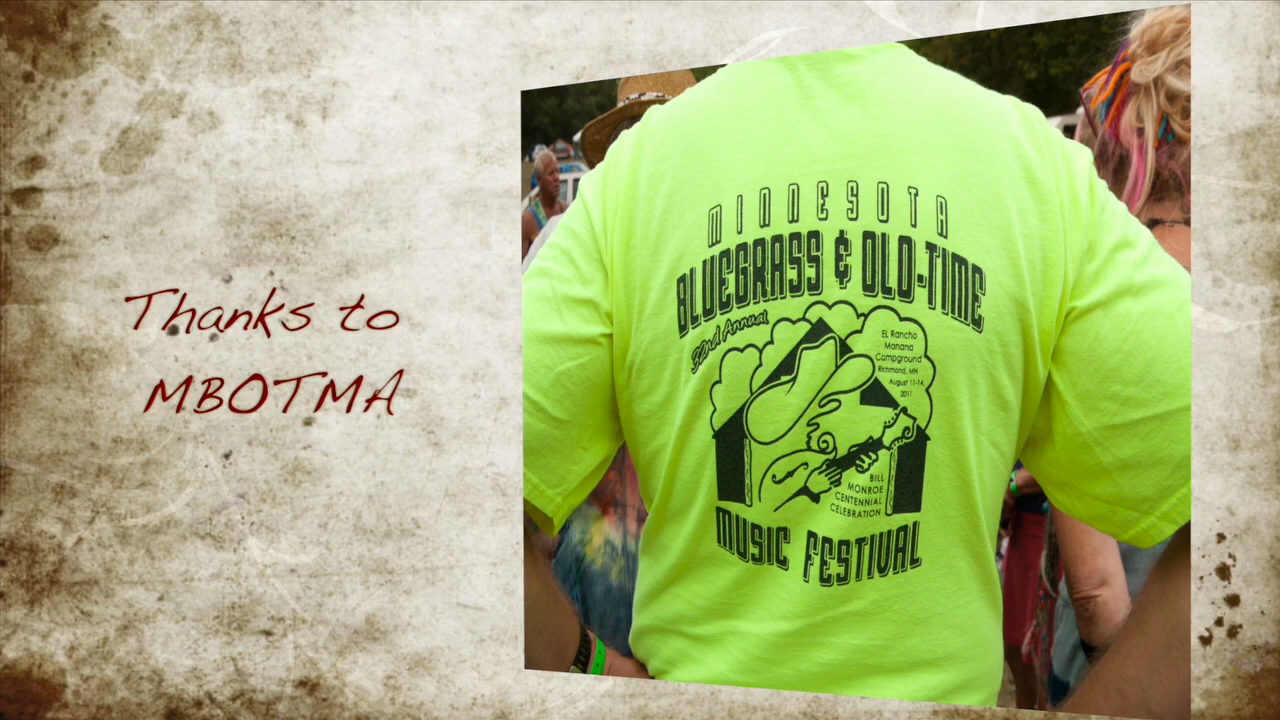 Thanks to
MBOTMA
MINNESOTA
BLUEGRASS & OLD-TIME
32nd Annual
El Rancho
Manana
Campground
Richmond, MN
August 11-14,
2011
BILL
MONROE
CENTENNIAL
CELEBRATION
MUSIC FESTIVAL